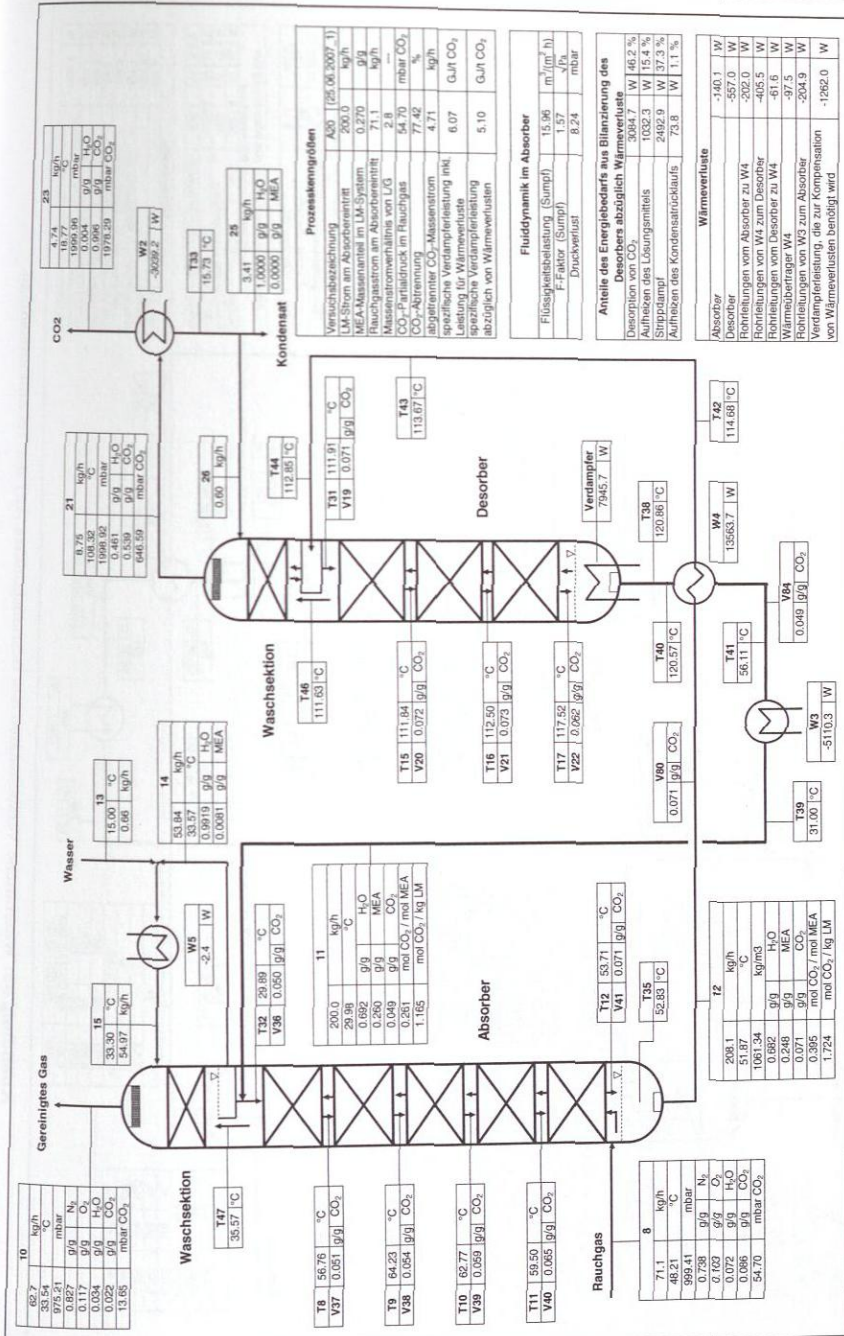 10
62.7 kg/h
33.54 °C
975.21 mbar
0.827 g/g N₂
0.117 g/g O₂
0.034 g/g H₂O
0.022 g/g CO₂
13.65 mbar CO₂
Gereinigtes Gas
Waschsektion
T47
35.57 °C
T8 56.76 °C
V37 0.051 g/g CO₂
T9 64.23 °C
V38 0.054 g/g CO₂
T10 62.77 °C
V39 0.059 g/g CO₂
T11 59.50 °C
V40 0.065 g/g CO₂
Rauchgas
8
71.1 kg/h
48.21 °C
999.41 mbar
0.738 g/g N₂
0.103 g/g O₂
0.072 g/g H₂O
0.086 g/g CO₂
54.70 mbar CO₂
15
33.30 °C
54.97 kg/h
W5
-2.4 W
Wasser
13
15.00 °C
0.66 kg/h
14
53.84 kg/h
33.57 °C
0.9919 g/g H₂O
0.0081 g/g MEA
T32 29.89 °C
V36 0.050 g/g CO₂
11
200.0 kg/h
29.98 °C
0.692 g/g H₂O
0.260 g/g MEA
0.049 g/g CO₂
0.261 mol CO₂ / mol MEA
1.165 mol CO₂ / kg LM
Absorber
T12 53.71 °C
V41 0.071 g/g CO₂
T35
52.83 °C
12
208.1 kg/h
51.87 °C
1061.34 kg/m3
0.682 g/g H₂O
0.248 g/g MEA
0.071 g/g CO₂
0.395 mol CO₂ / mol MEA
1.724 mol CO₂ / kg LM
21
8.75 kg/h
108.32 °C
1998.92 mbar
0.461 g/g H₂O
0.539 g/g CO₂
646.59 mbar CO₂
CO2
23
4.74 kg/h
18.77 °C
1999.96 mbar
0.004 g/g H₂O
0.996 g/g CO₂
1978.29 mbar CO₂
W2
-3039.2 W
T33
15.73 °C
25
3.41 kg/h
1.0000 g/g H₂O
0.0000 g/g MEA
Kondensat
26
0.60 kg/h
Waschsektion
T46
111.63 °C
T44
112.85 °C
T31 111.91 °C
V19 0.071 g/g CO₂
T43
113.67 °C
T15 111.84 °C
V20 0.072 g/g CO₂
T16 112.50 °C
V21 0.073 g/g CO₂
T17 117.52 °C
V22 0.062 g/g CO₂
Desorber
Verdampfer
7945.7 W
T38
120.86 °C
T40
120.57 °C
W4
13563.7 W
T42
114.68 °C
V80
0.071 g/g CO₂
T41
56.11 °C
V84
0.049 g/g CO₂
W3
-5110.3 W
T39
31.00 °C
Prozesskenngrößen
Versuchsbezeichnung A20 (25.06.2007_1)
LM-Strom am Absorbereintritt 200.0 kg/h
MEA-Massenanteil im LM-System 0.270 g/g
Rauchgasstrom am Absorbereintritt 71.1 kg/h
Massenstromverhältnis von L/G 2.8 ---
CO₂-Partialdruck im Rauchgas 54.70 mbar CO₂
CO₂-Abtrennung 77.42 %
abgetrennter CO₂-Massenstrom 4.71 kg/h
spezifische Verdampferleistung inkl.
Leistung für Wärmeverluste 6.07 GJ/t CO₂
spezifische Verdampferleistung
abzüglich von Wärmeverlusten 5.10 GJ/t CO₂
Fluiddynamik im Absorber
Flüssigkeitsbelastung (Sumpf) 15.96 m³/(m² h)
F-Faktor (Sumpf) 1.57 √Pa
Druckverlust 8.24 mbar
Anteile des Energiebedarfs aus Bilanzierung des
Desorbers abzüglich Wärmeverluste
Desorption von CO₂ 3084.7 W 46.2 %
Aufheizen des Lösungsmittels 1032.3 W 15.4 %
Strippdampf 2492.9 W 37.3 %
Aufheizen des Kondensatrücklaufs 73.8 W 1.1 %
Wärmeverluste
Absorber -140.1 W
Desorber -557.0 W
Rohrleitungen vom Absorber zu W4 -202.0 W
Rohrleitungen von W4 zum Desorber -405.5 W
Rohrleitungen vom Desorber zu W4 -61.6 W
Wärmeübertrager W4 -97.5 W
Rohrleitungen von W3 zum Absorber -204.9 W
Verdampferleistung, die zur Kompensation
von Wärmeverlusten benötigt wird -1262.0 W